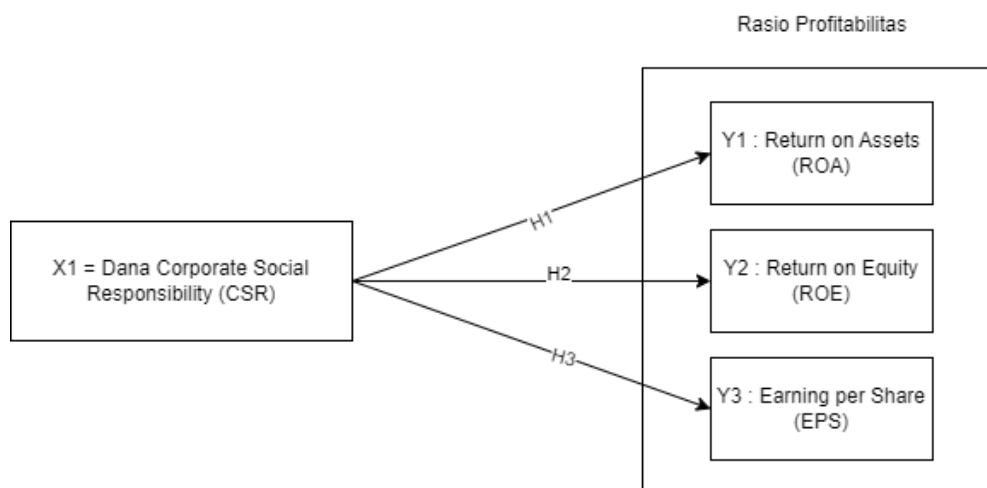 Rasio Profitabilitas
Y1 : Return on Assets
(ROA)
H1
X1 = Dana Corporate Social
Responsibility (CSR)
H2
Y2 : Return on Equity
(ROE)
H3
Y3 : Earning per Share
(EPS)